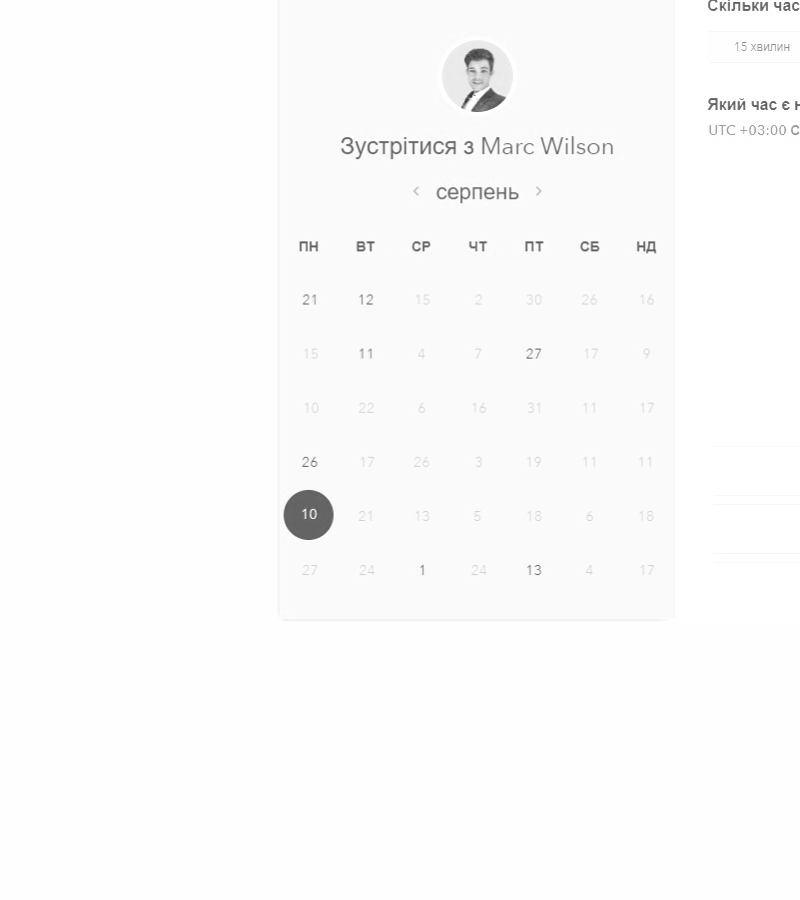 Скільки час
15 хвилин
Який час є н
UTC +03:00 С
Зустрітися з Marc Wilson
‹ серпень ›
ПН ВТ СР ЧТ ПТ СБ НД
21 12 15 2 30 26 16
15 11 4 7 27 17 9
10 22 6 16 31 11 17
26 17 26 3 19 11 11
10 21 13 5 18 6 18
27 24 1 24 13 4 17